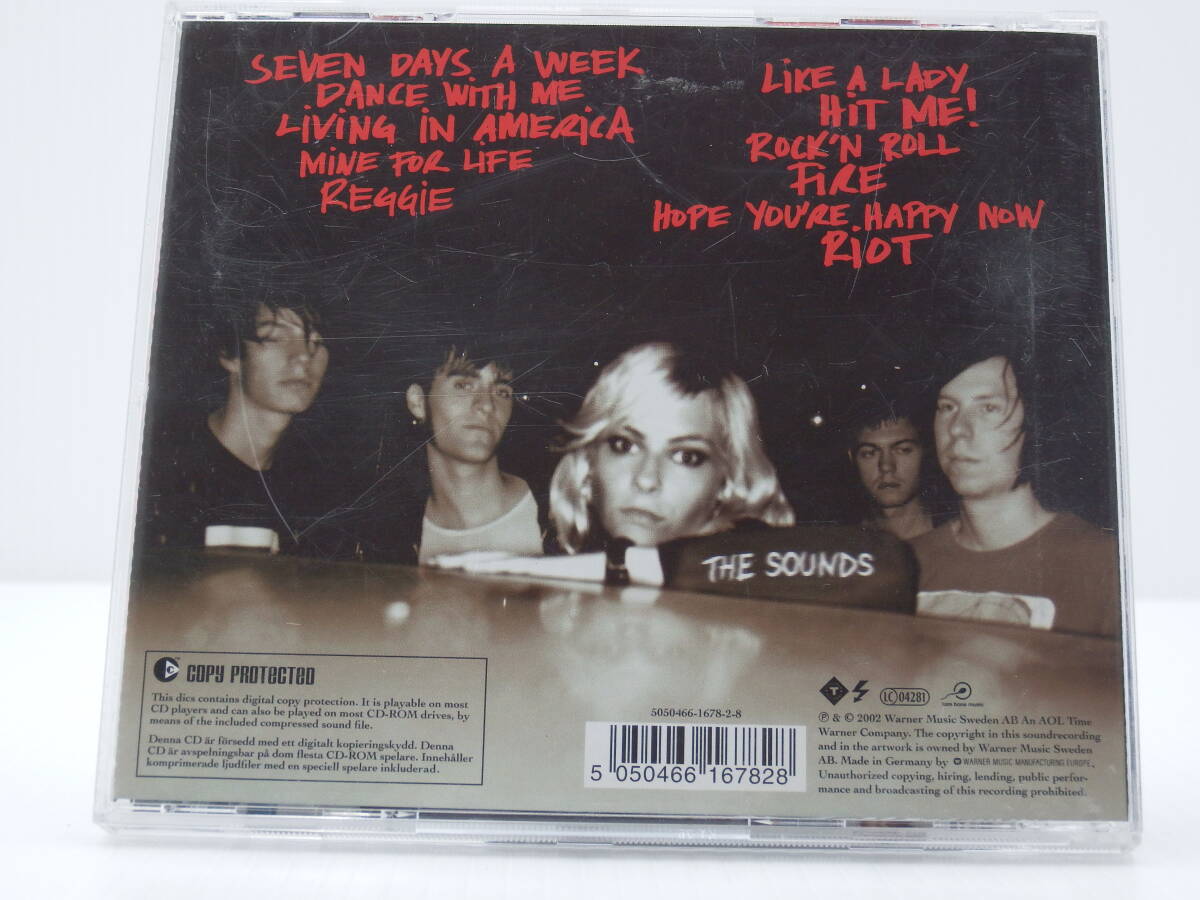 SEVEN DAYS A WEEK
DANCE WITH ME
LIVING IN AMERICA
MINE FOR LIFE
REGGIE
LIKE A LADY
HIT ME!
ROCK'N ROLL
FIRE
HOPE YOU'RE HAPPY NOW
RIOT
THE SOUNDS
COPY PROTECTED
This dics contains digital copy protection. It is playable on most
CD players and can also be played on most CD-ROM drives, by
means of the included compressed sound file.
Denna CD är försedd med ett digitalt kopieringskydd. Denna
CD är avspelningsbar på dom flesta CD-ROM spelare. Innehåller
komprimerade ljudfiler med en speciell spelare inkluderad.
5050466-1678-2-8
5 050466 167828
T
LC 04281
tom bone music
℗ & © 2002 Warner Music Sweden AB An AOL Time
Warner Company. The copyright in this soundrecording
and in the artwork is owned by Warner Music Sweden
AB. Made in Germany by WARNER MUSIC MANUFACTURING EUROPE.
Unauthorized copying, hiring, lending, public perfor-
mance and broadcasting of this recording prohibited.